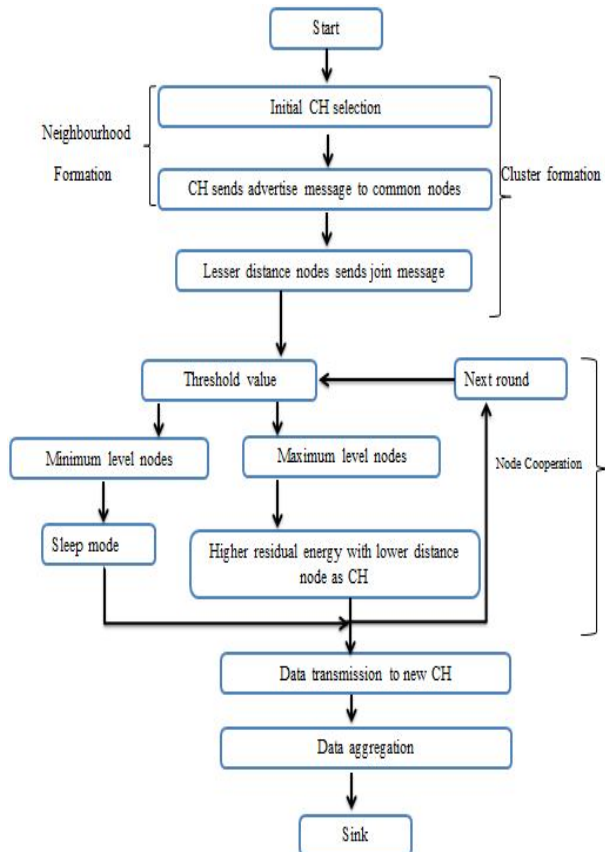 Start
Initial CH selection
Neighbourhood
Formation
CH sends advertise message to common nodes
Cluster formation
Lesser distance nodes sends join message
Threshold value
Next round
Minimum level nodes
Maximum level nodes
Node Cooperation
Sleep mode
Higher residual energy with lower distance
node as CH
Data transmission to new CH
Data aggregation
Sink